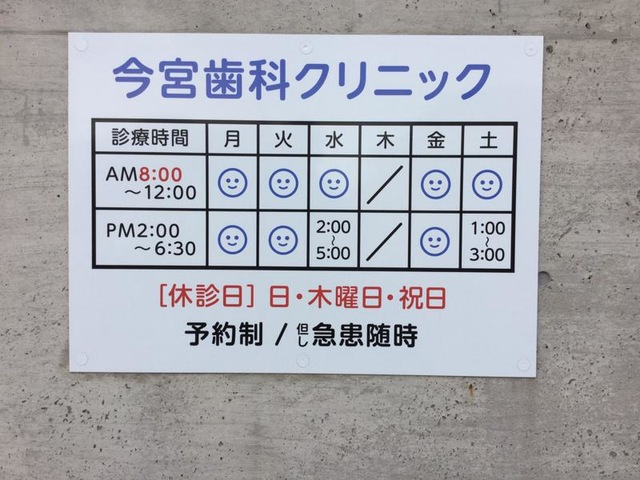 今宮歯科クリニック
診療時間 月 火 水 木 金 土
AM8:00
～12:00
PM2:00
～6:30
2:00
～
5:00
1:00
～
3:00
［休診日］日・木曜日・祝日
予約制 / 但し急患随時